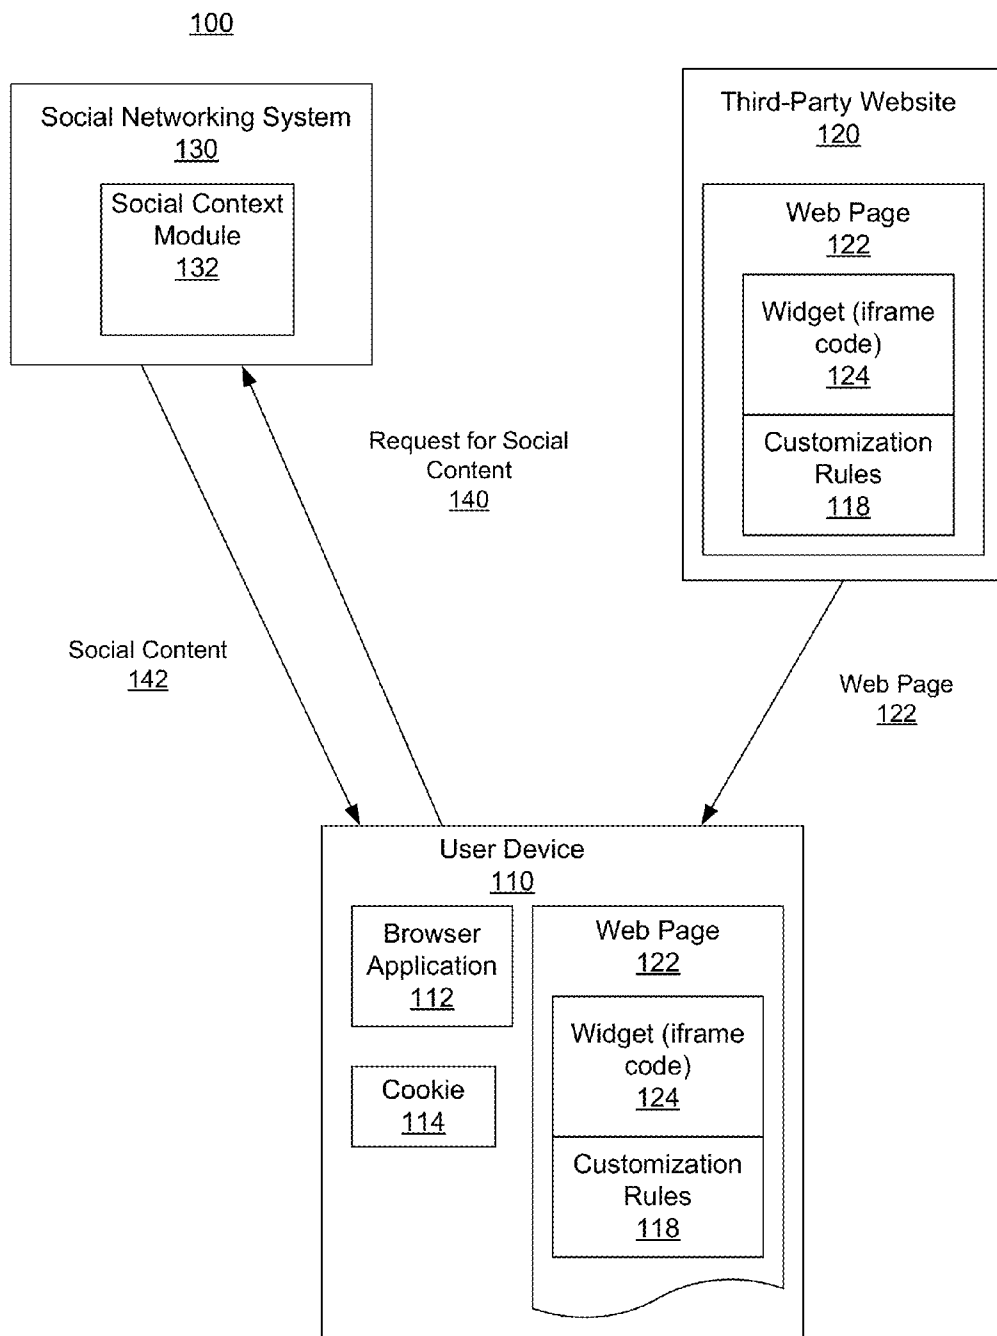 100
Social Networking System
130
Social Context
Module
132
Third-Party Website
120
Web Page
122
Widget (iframe
code)
124
Customization
Rules
118
Request for Social
Content
140
Social Content
142
Web Page
122
User Device
110
Browser
Application
112
Cookie
114
Web Page
122
Widget (iframe
code)
124
Customization
Rules
118